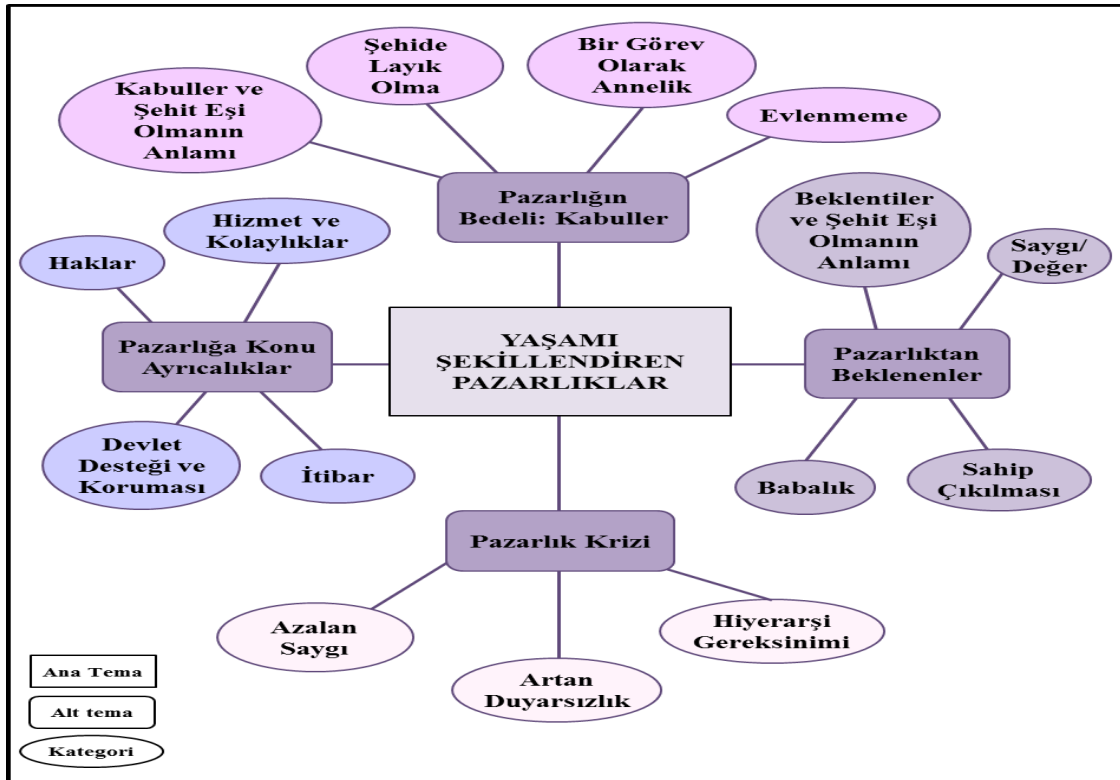 Kabuller ve
Şehit Eşi
Olmanın
Anlamı
Şehide
Layık
Olma
Bir Görev
Olarak
Annelik
Evlenmeme
Pazarlığın
Bedeli: Kabuller
Haklar
Hizmet ve
Kolaylıklar
Pazarlığa Konu
Ayrıcalıklar
Devlet
Desteği ve
Koruması
İtibar
YAŞAMI
ŞEKİLLENDİREN
PAZARLIKLAR
Beklentiler
ve Şehit Eşi
Olmanın
Anlamı
Saygı/
Değer
Pazarlıktan
Beklenenler
Babalık
Sahip
Çıkılması
Pazarlık Krizi
Azalan
Saygı
Artan
Duyarsızlık
Hiyerarşi
Gereksinimi
Ana Tema
Alt tema
Kategori